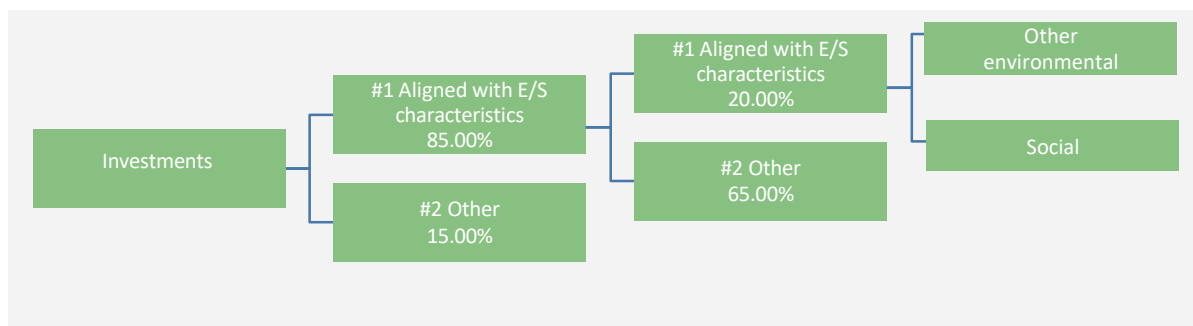 Investments
#1 Aligned with E/S
characteristics
85.00%
#2 Other
15.00%
#1 Aligned with E/S
characteristics
20.00%
#2 Other
65.00%
Other
environmental
Social